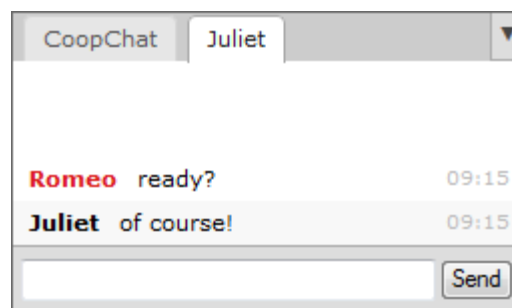 CoopChat Juliet
Romeo ready? 09:15
Juliet of course! 09:15
Send